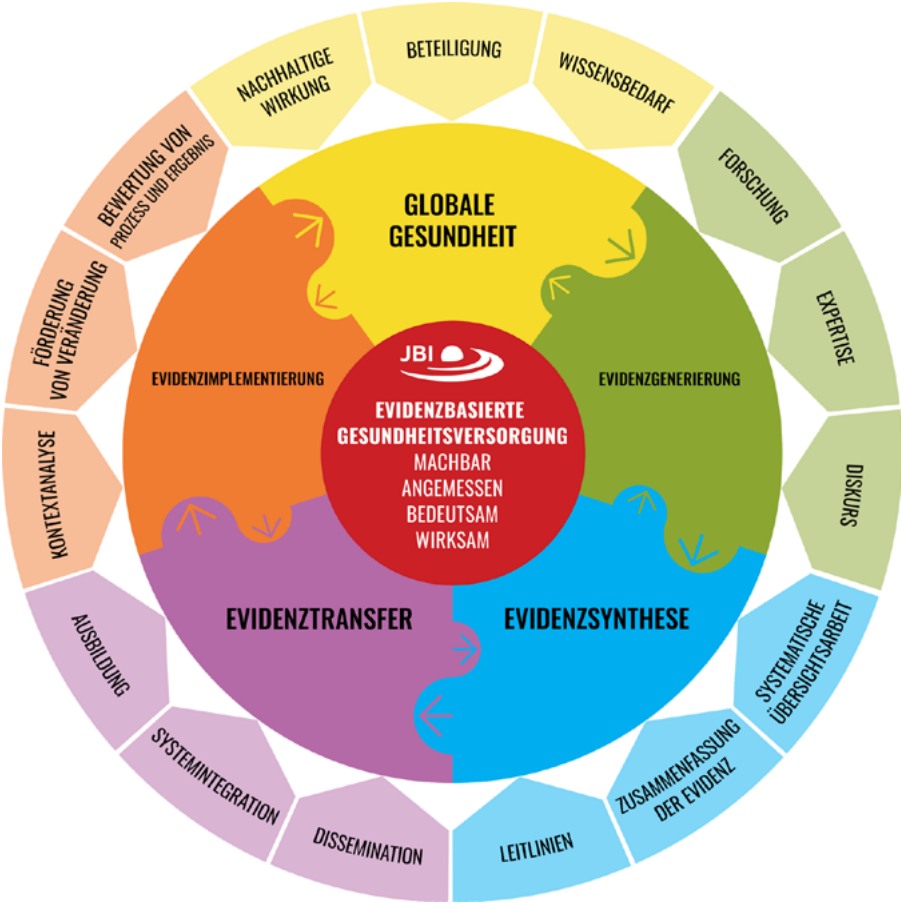 NACHHALTIGE
WIRKUNG
BETEILIGUNG
WISSENSBEDARF
FORSCHUNG
EXPERTISE
DISKURS
SYSTEMATISCHE
ÜBERSICHTSARBEIT
ZUSAMMENFASSUNG
DER EVIDENZ
LEITLINIEN
DISSEMINATION
SYSTEMINTEGRATION
AUSBILDUNG
KONTEXTANALYSE
FÖRDERUNG
VON VERÄNDERUNG
BEWERTUNG VON
PROZESS UND ERGEBNIS
GLOBALE
GESUNDHEIT
EVIDENZGENERIERUNG
EVIDENZSYNTHESE
EVIDENZTRANSFER
EVIDENZIMPLEMENTIERUNG
JBI
EVIDENZBASIERTE
GESUNDHEITSVERSORGUNG
MACHBAR
ANGEMESSEN
BEDEUTSAM
WIRKSAM